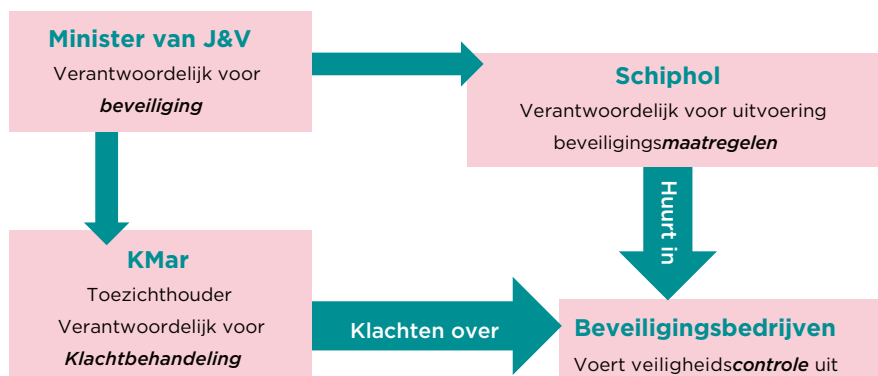 Minister van J&V
Verantwoordelijk voor
beveiliging
Schiphol
Verantwoordelijk voor uitvoering
beveiligingsmaatregelen
Huurt in
KMar
Toezichthouder
Verantwoordelijk voor
Klachtbehandeling
Klachten over
Beveiligingsbedrijven
Voert veiligheidscontrole uit